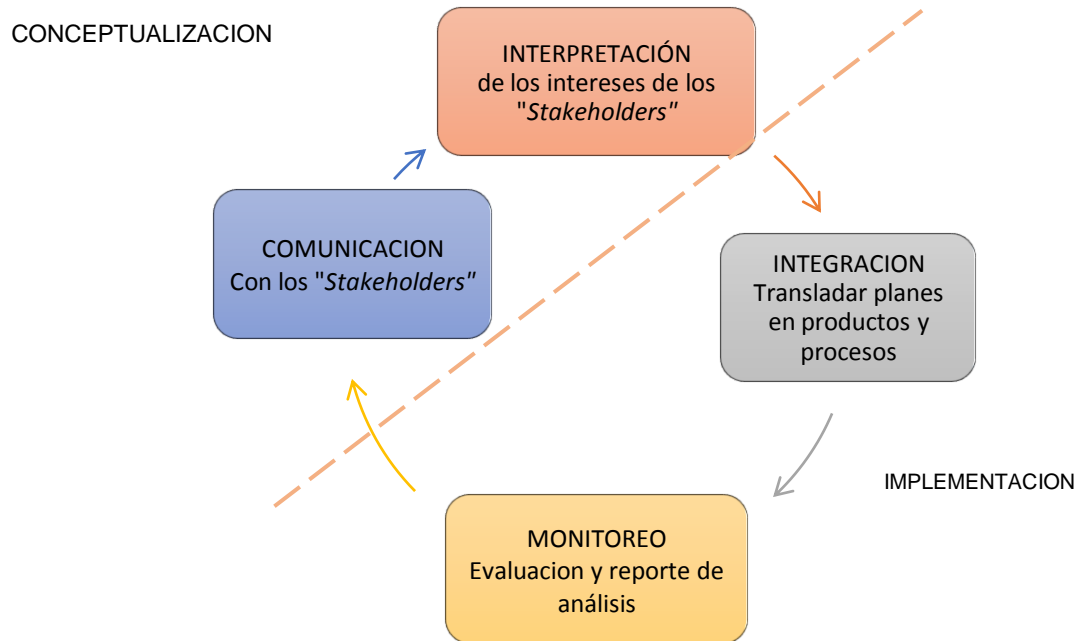 CONCEPTUALIZACION
INTERPRETACIÓN
de los intereses de los
"Stakeholders"
COMUNICACION
Con los "Stakeholders"
INTEGRACION
Transladar planes
en productos y
procesos
IMPLEMENTACION
MONITOREO
Evaluacion y reporte de
análisis